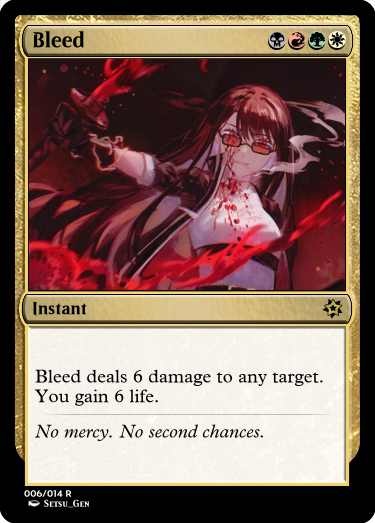 Bleed
Instant
Bleed deals 6 damage to any target.
You gain 6 life.
No mercy. No second chances.
006/014 R
Setsu_Gen